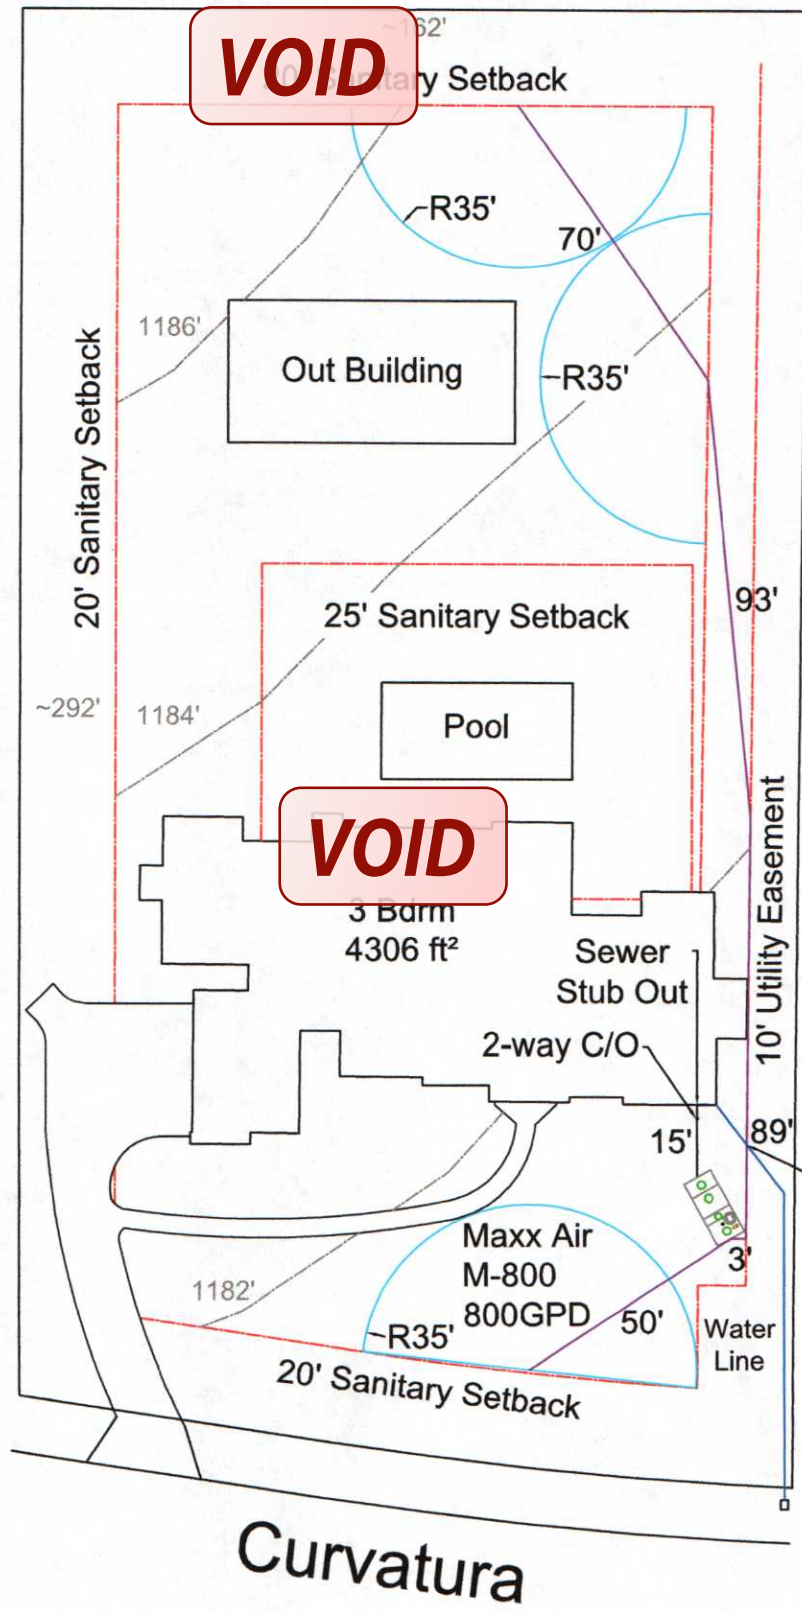 VOID
~162'
20' Sanitary Setback
R35'
70'
1186'
Out Building
R35'
20' Sanitary Setback
93'
25' Sanitary Setback
~292'
1184'
Pool
VOID
3 Bdrm
4306 ft²
Sewer
Stub Out
10' Utility Easement
2-way C/O
15'
89'
Maxx Air
M-800
800GPD
3'
1182'
R35'
50'
Water
Line
20' Sanitary Setback
Curvatura